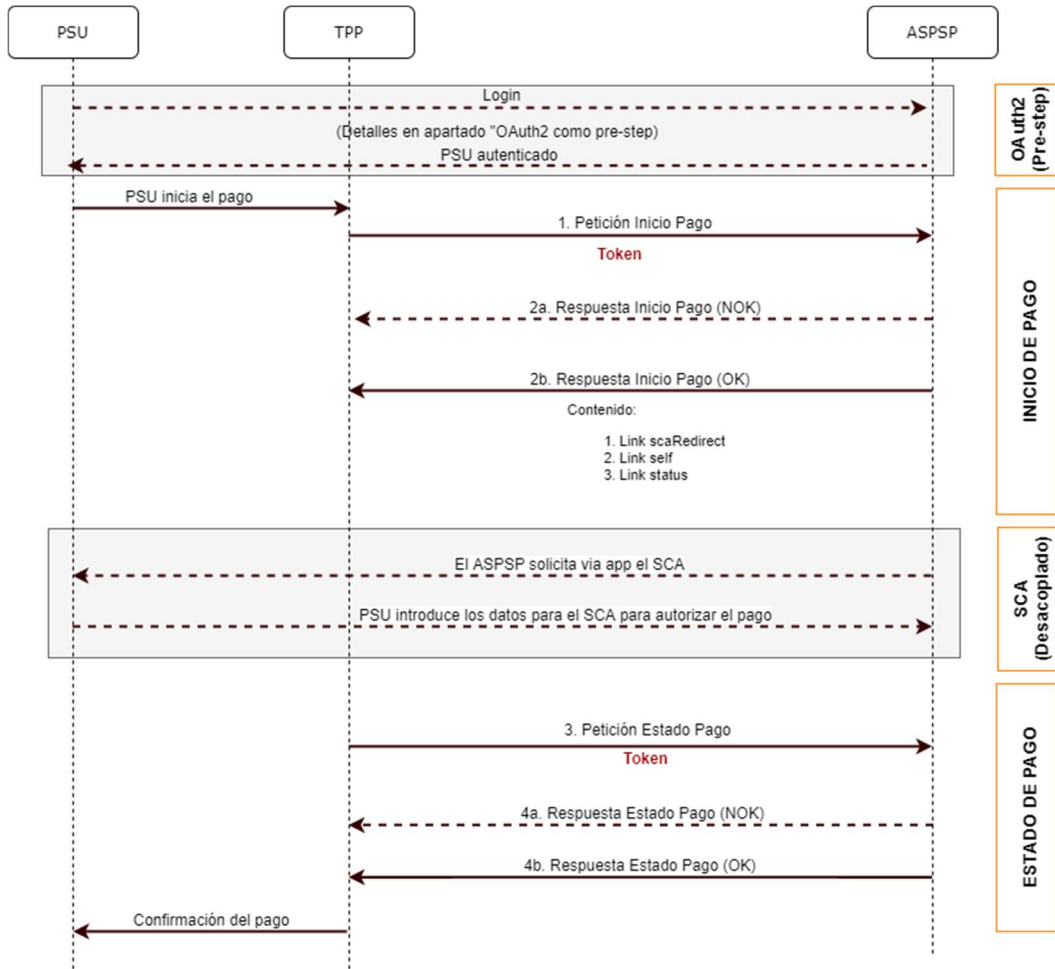 PSU
TPP
ASPSP
Login
(Detalles en apartado "OAuth2 como pre-step)
PSU autenticado
OAuth2
(Pre-step)
PSU inicia el pago
1. Petición Inicio Pago
Token
2a. Respuesta Inicio Pago (NOK)
2b. Respuesta Inicio Pago (OK)
Contenido:
1. Link scaRedirect
2. Link self
3. Link status
INICIO DE PAGO
El ASPSP solicita via app el SCA
PSU introduce los datos para el SCA para autorizar el pago
SCA
(Desacoplado)
3. Petición Estado Pago
Token
4a. Respuesta Estado Pago (NOK)
4b. Respuesta Estado Pago (OK)
Confirmación del pago
ESTADO DE PAGO